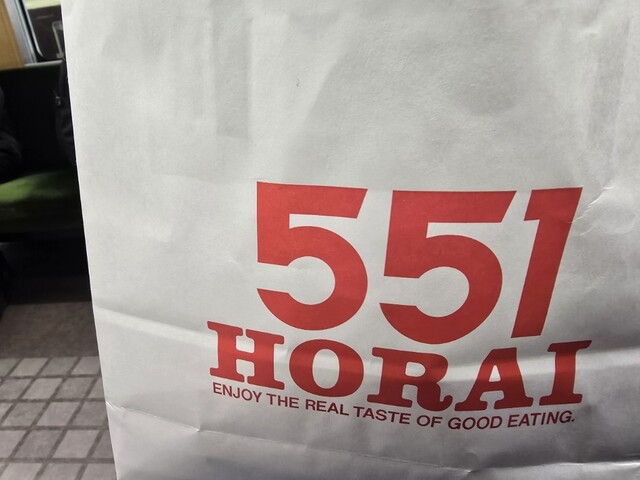 551
HORAI
ENJOY THE REAL TASTE OF GOOD EATING.